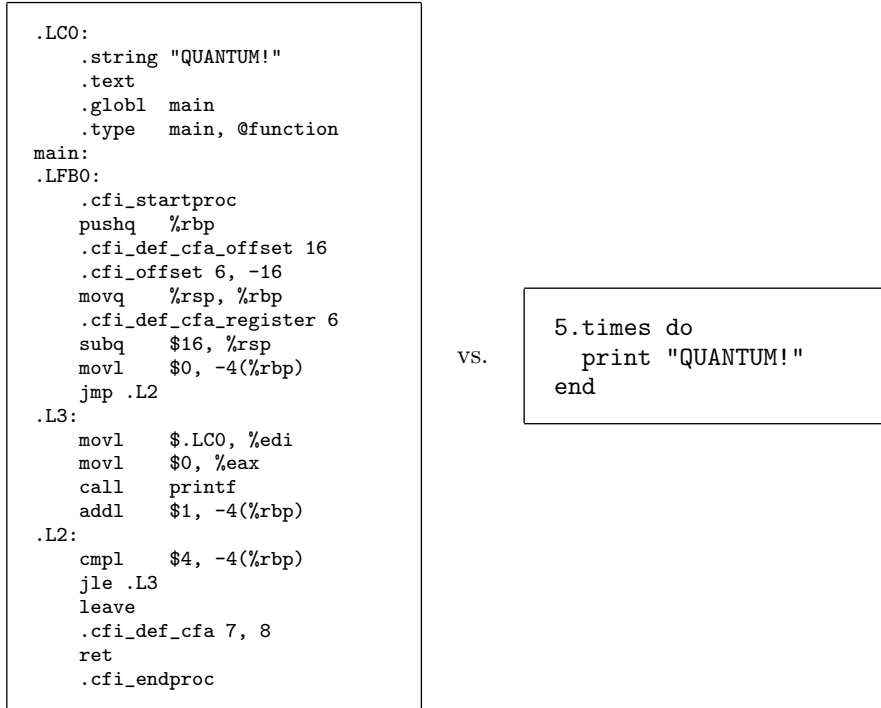 .LC0:
    .string "QUANTUM!"
    .text
    .globl  main
    .type   main, @function
main:
.LFB0:
    .cfi_startproc
    pushq   %rbp
    .cfi_def_cfa_offset 16
    .cfi_offset 6, -16
    movq    %rsp, %rbp
    .cfi_def_cfa_register 6
    subq    $16, %rsp
    movl    $0, -4(%rbp)
    jmp .L2
.L3:
    movl    $.LC0, %edi
    movl    $0, %eax
    call    printf
    addl    $1, -4(%rbp)
.L2:
    cmpl    $4, -4(%rbp)
    jle .L3
    leave
    .cfi_def_cfa 7, 8
    ret
    .cfi_endproc
vs.
5.times do
  print "QUANTUM!"
end